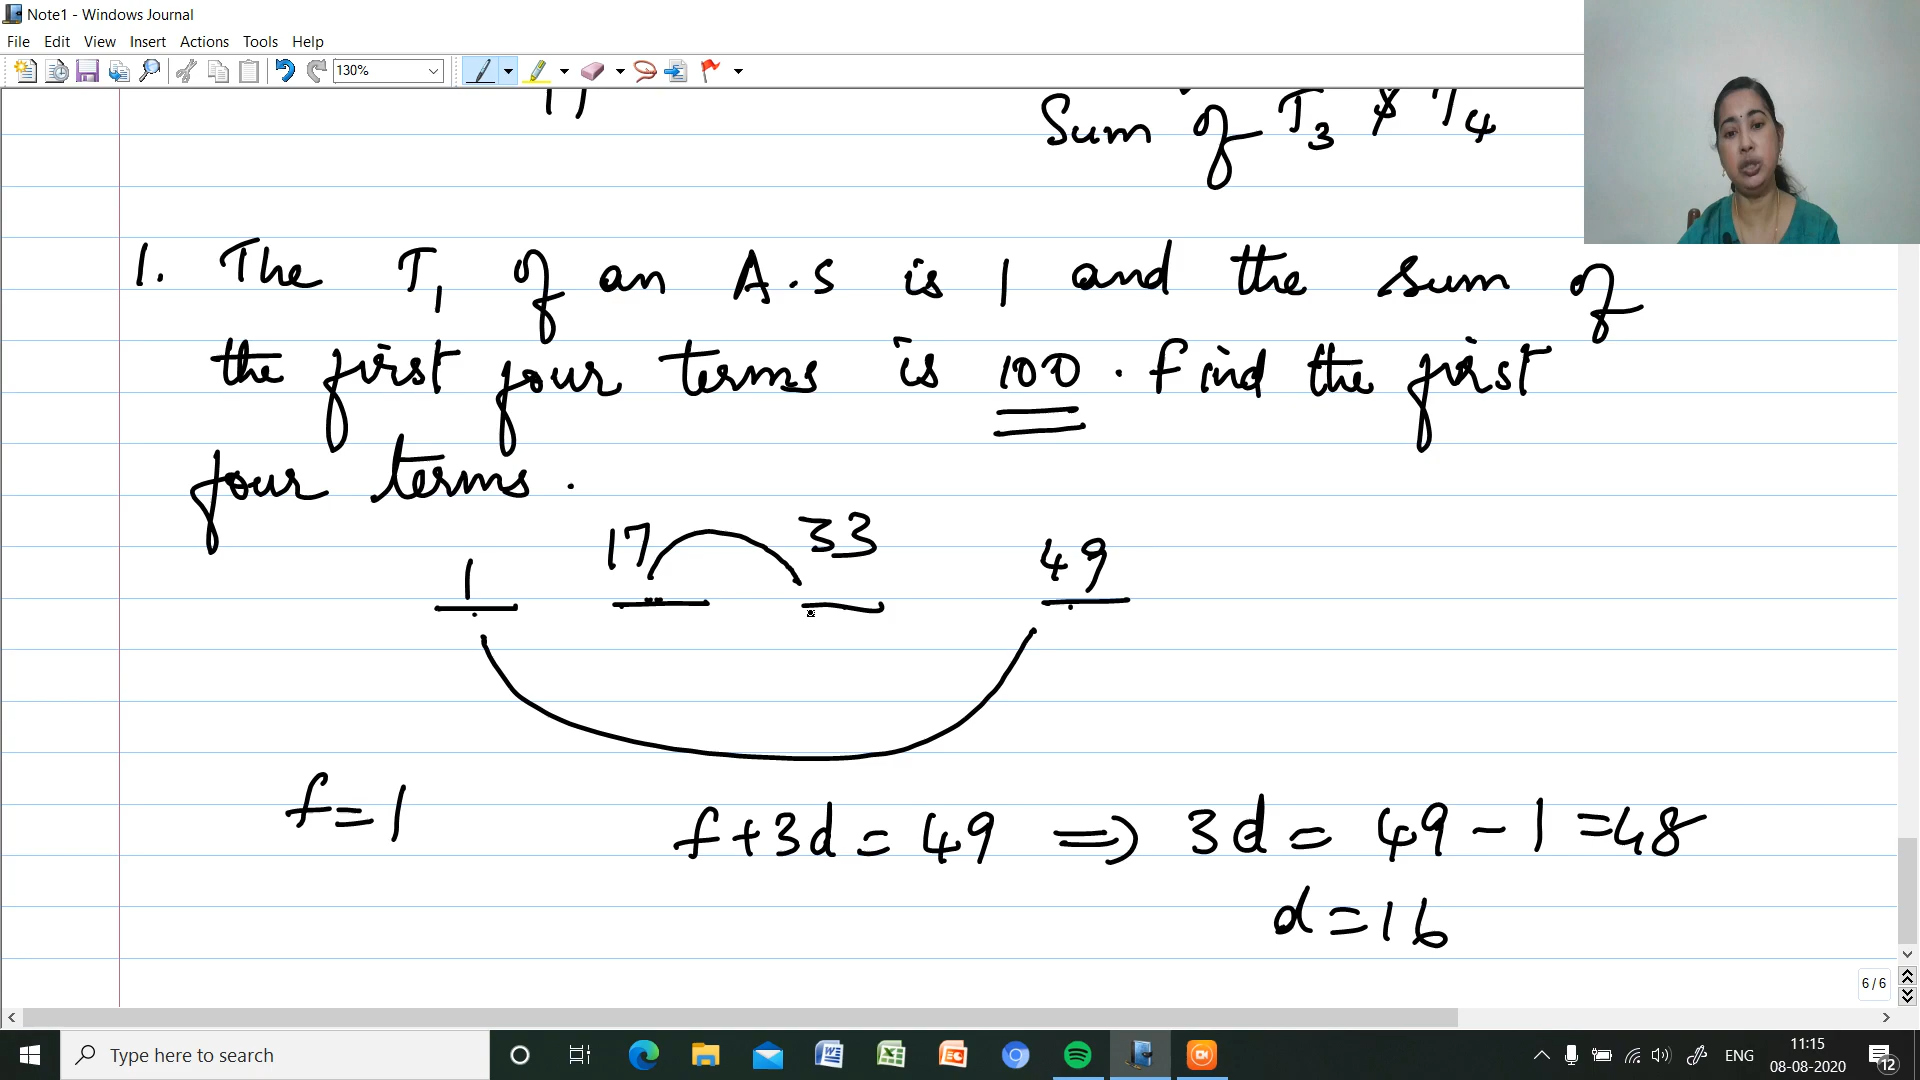 Note1 - Windows Journal
File Edit View Insert Actions Tools Help
130%
Sum of T3 & T4
1. The T1 of an A.S is 1 and the sum of
the first four terms is 100. Find the first
four terms.
1 17 33 49
f=1 f+3d=49 ⇒ 3d=49-1=48
d=16
6 / 6
Type here to search
ENG
11:15
08-08-2020
12